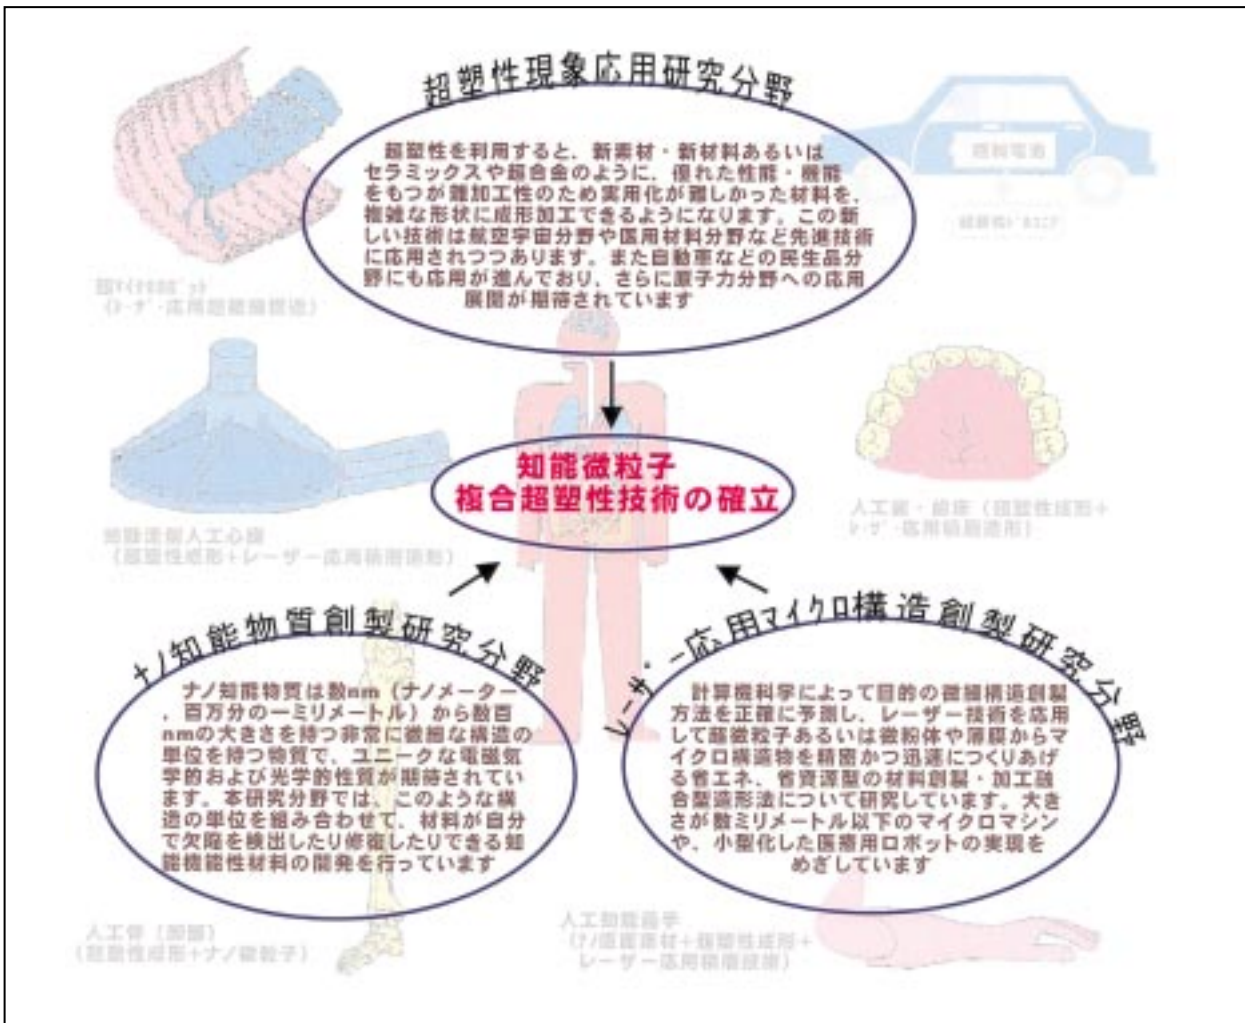 超塑性現象応用研究分野
超塑性を利用すると、新素材・新材料あるいは
セラミックスや超合金のように、優れた性能・機能
をもつが難加工性のため実用化が難しかった材料を、
複雑な形状に成形加工できるようになります。この新
しい技術は航空宇宙分野や医用材料分野など先進技術
に応用されつつあります。また自動車などの民生品分
野にも応用が進んでおり、さらに原子力分野への応用
展開が期待されています
知能微粒子
複合超塑性技術の確立
人工歯・歯床（超塑性成形＋
ﾚｰｻﾞｰ応用積層造形）
（超塑性成形＋レーザー応用積層造形）
ﾅﾉ知能物質創製研究分野
ナノ知能物質は数nm（ナノメーター
、百万分の一ミリメートル）から数百
nmの大きさを持つ非常に微細な構造の
単位を持つ物質で、ユニークな電磁気
学的および光学的性質が期待されてい
ます。本研究分野では、このような構
造の単位を組み合わせて、材料が自分
で欠陥を検出したり修復したりできる知
能機能性材料の開発を行っています
ﾚｰｻﾞｰ応用ﾏｲｸﾛ構造創製研究分野
計算機科学によって目的の微細構造創製
方法を正確に予測し、レーザー技術を応用
して超微粒子あるいは微粉体や薄膜からマ
イクロ構造物を精密かつ迅速につくりあげ
る省エネ、省資源型の材料創製・加工融
合型造形法について研究しています。大き
さが数ミリメートル以下のマイクロマシン
や、小型化した医療用ロボットの実現を
めざしています
（超塑性成形＋ナノ微粒子）
レーザー応用積層技術）